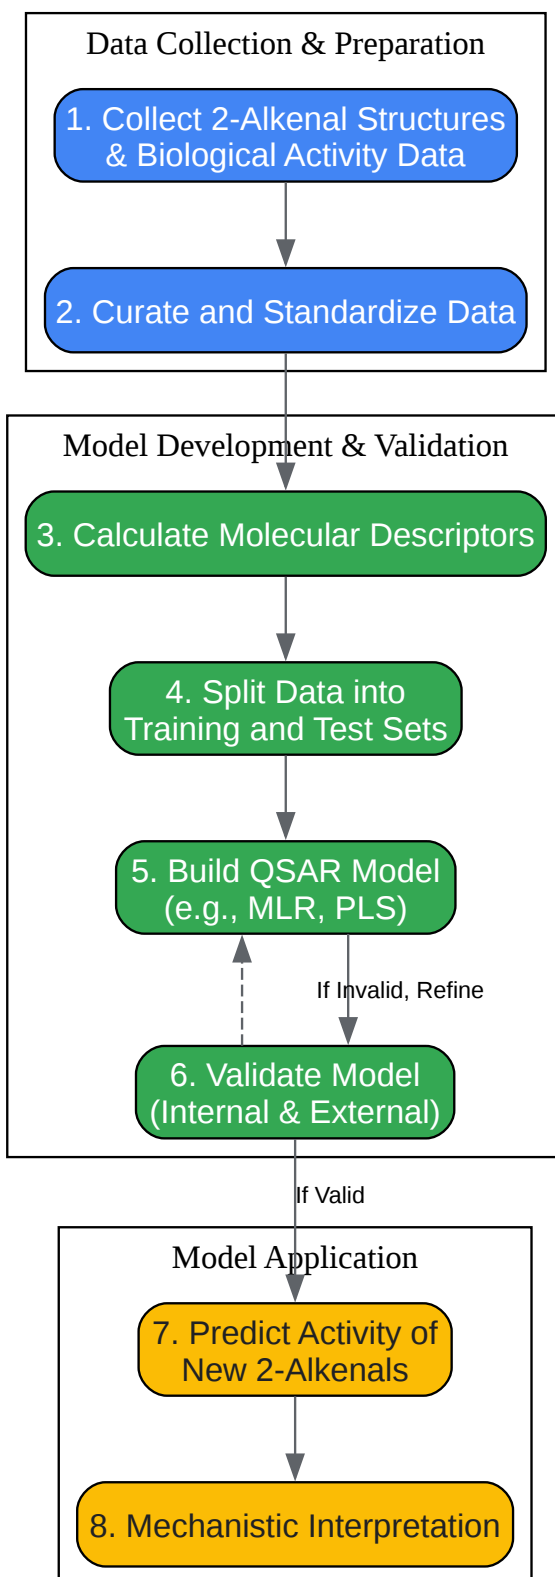 Data Collection & Preparation
1. Collect 2-Alkenal Structures
& Biological Activity Data
2. Curate and Standardize Data
Model Development & Validation
3. Calculate Molecular Descriptors
4. Split Data into
Training and Test Sets
5. Build QSAR Model
(e.g., MLR, PLS)
If Invalid, Refine
6. Validate Model
(Internal & External)
If Valid
Model Application
7. Predict Activity of
New 2-Alkenals
8. Mechanistic Interpretation